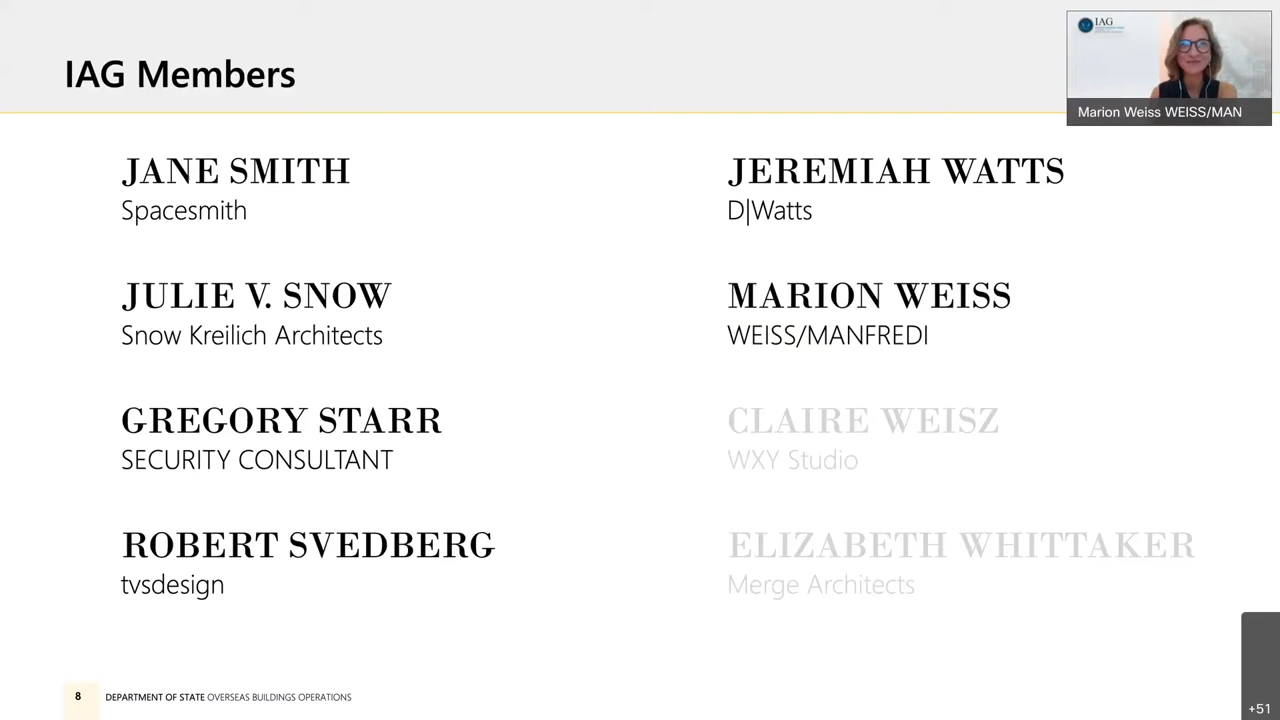 IAG Members
IAG
Marion Weiss WEISS/MAN
JANE SMITH
Spacesmith
JULIE V. SNOW
Snow Kreilich Architects
GREGORY STARR
SECURITY CONSULTANT
ROBERT SVEDBERG
tvsdesign
JEREMIAH WATTS
D|Watts
MARION WEISS
WEISS/MANFREDI
CLAIRE WEISZ
WXY Studio
ELIZABETH WHITTAKER
Merge Architects
8
DEPARTMENT OF STATE OVERSEAS BUILDINGS OPERATIONS
+51